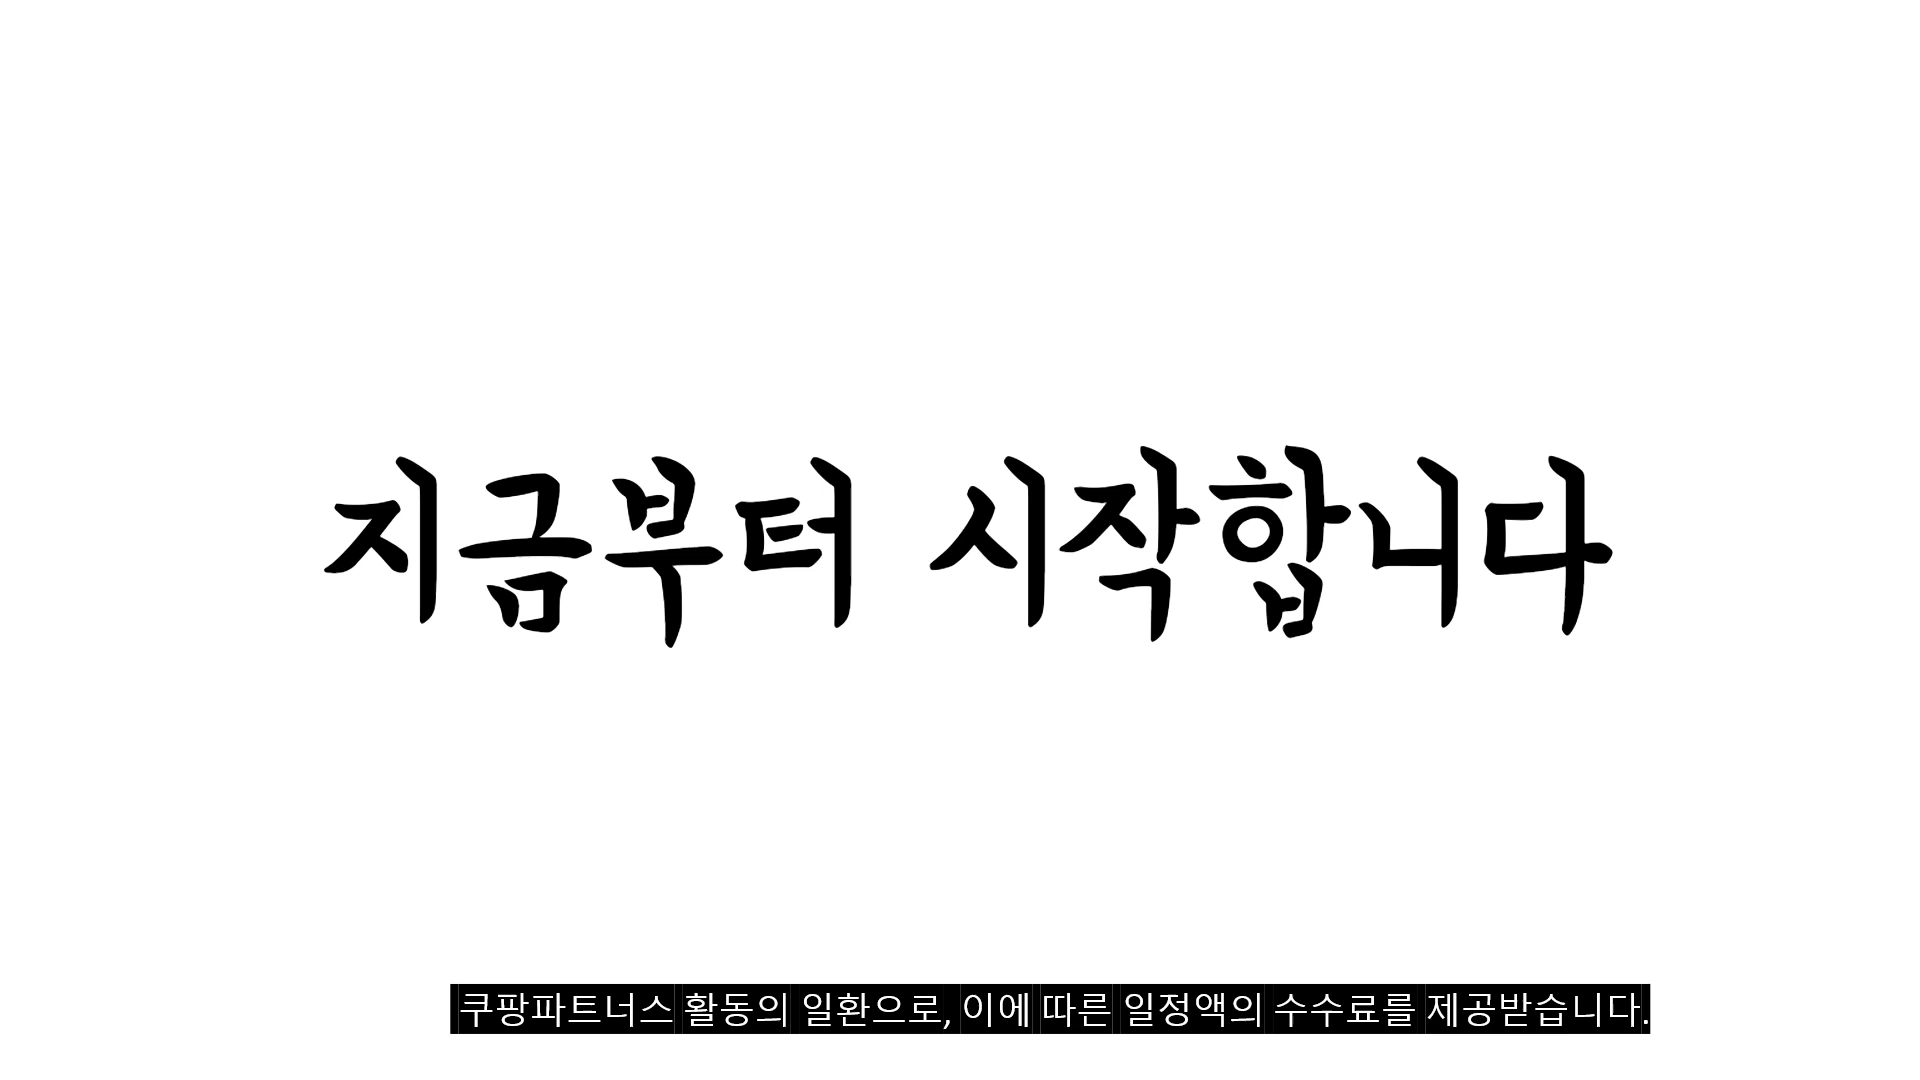 지금부터 시작합니다
쿠팡파트너스 활동의 일환으로, 이에 따른 일정액의 수수료를 제공받습니다.